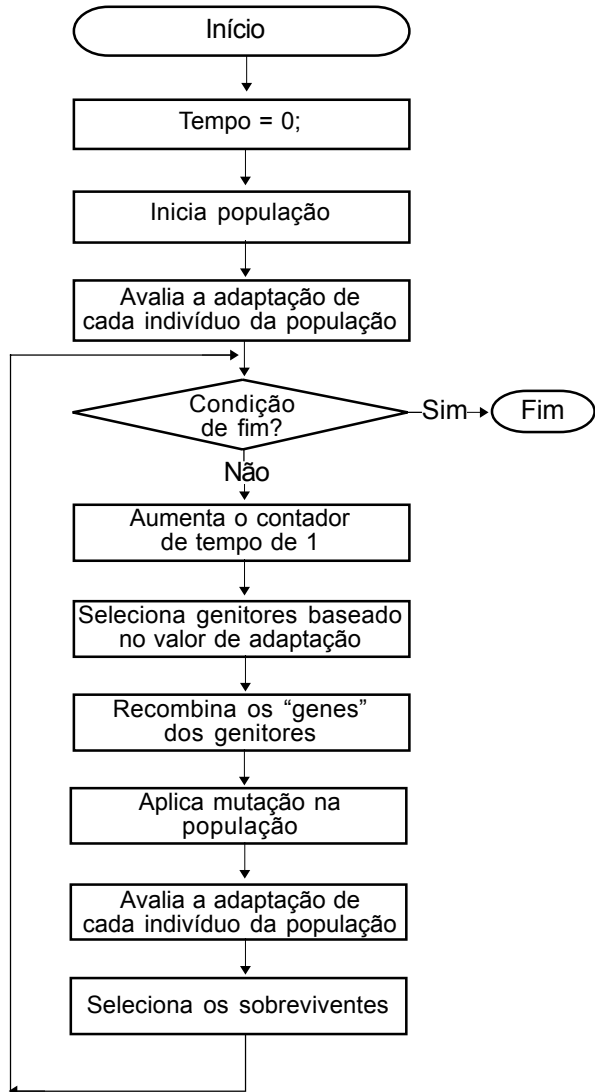 Início
Tempo = 0;
Inicia população
Avalia a adaptação de
cada indivíduo da população
Condição
de fim?
Sim
Fim
Não
Aumenta o contador
de tempo de 1
Seleciona genitores baseado
no valor de adaptação
Recombina os “genes”
dos genitores
Aplica mutação na
população
Avalia a adaptação de
cada indivíduo da população
Seleciona os sobreviventes